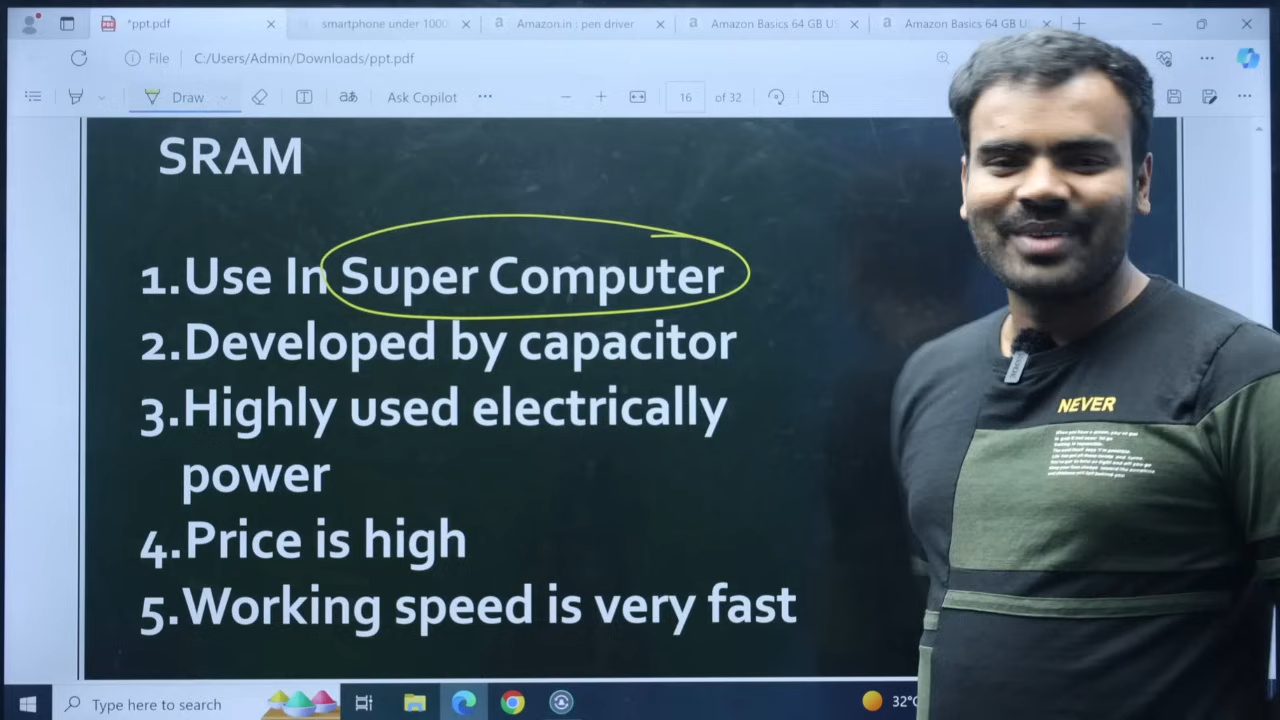 *ppt.pdf
smartphone under 1000
Amazon.in : pen driver
Amazon Basics 64 GB U
Amazon Basics 64 GB U
File
C:/Users/Admin/Downloads/ppt.pdf
Draw
Ask Copilot
16 of 32
SRAM
1.Use In Super Computer
2.Developed by capacitor
3.Highly used electrically
power
4.Price is high
5.Working speed is very fast
NEVER
Type here to search
32°C